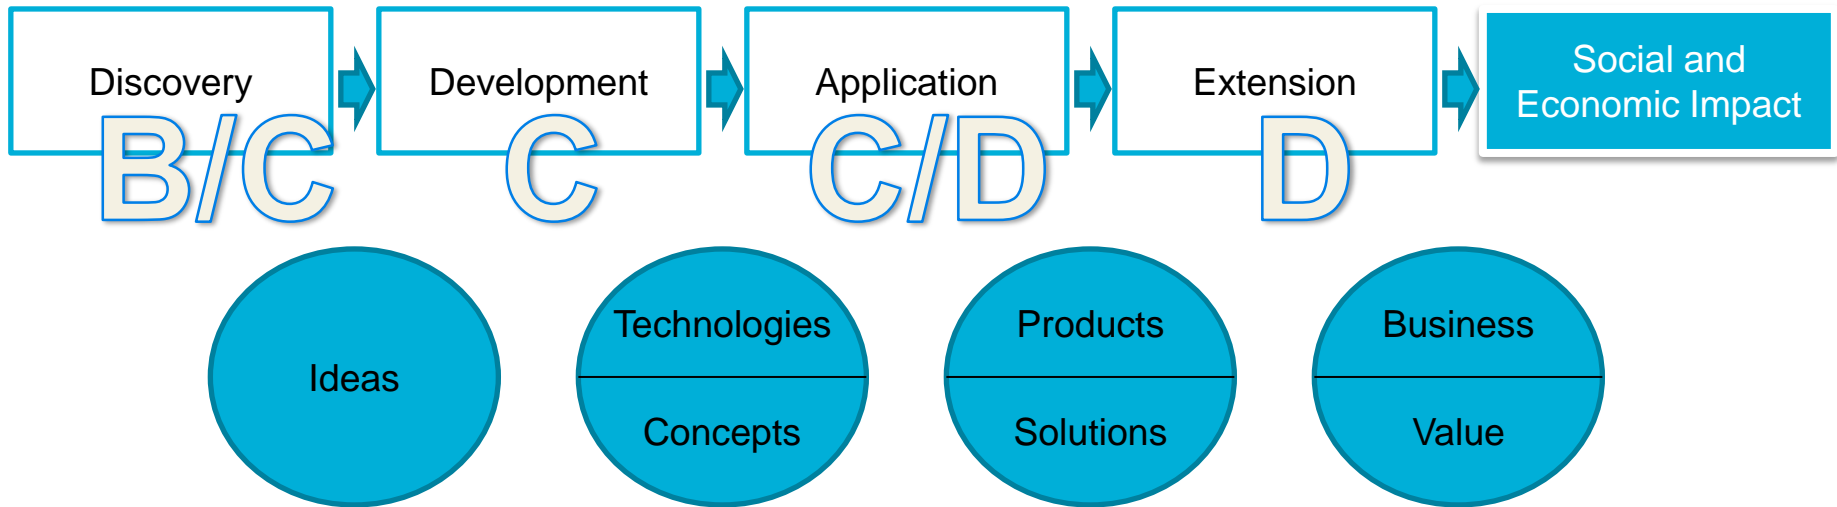 Discovery
Development
Application
Extension
Social and
Economic Impact
B/C
C
C/D
D
Ideas
Technologies
Concepts
Products
Solutions
Business
Value